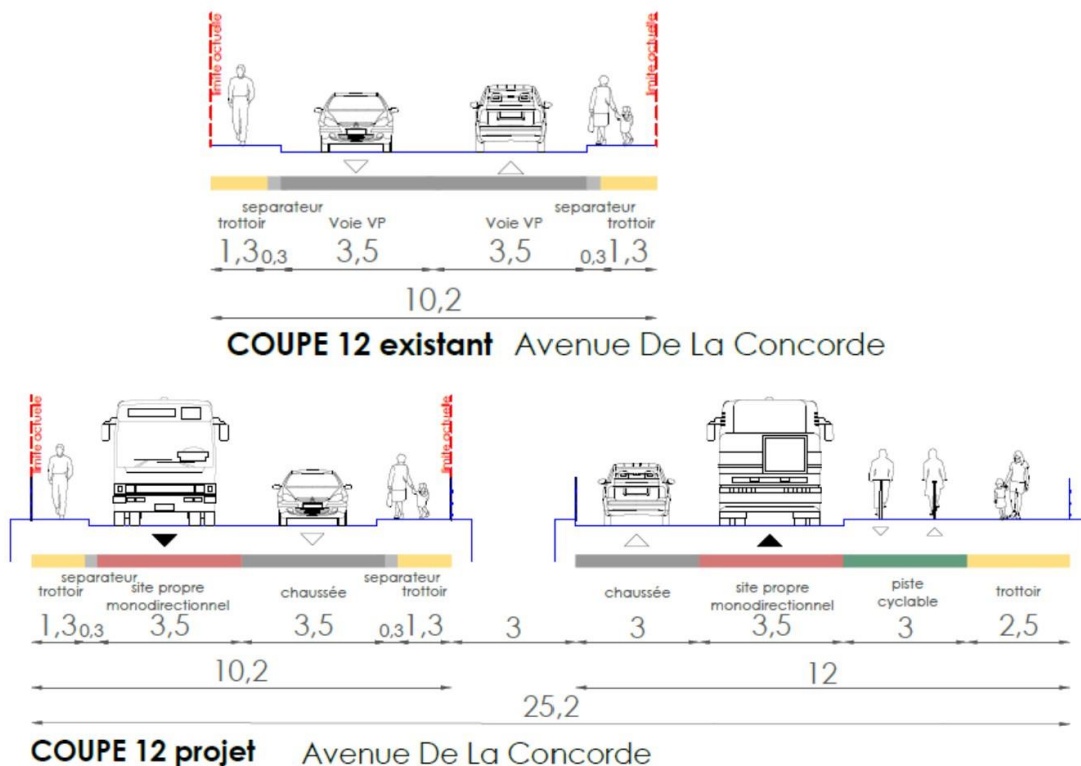 limite actuelle
limite actuelle
separateur
separateur
trottoir
Voie VP
Voie VP
trottoir
1,3 0,3 3,5 3,5 0,3 1,3
10,2
COUPE 12 existant Avenue De La Concorde
limite actuelle
limite actuelle
separateur
separateur
trottoir
site propre
monodirectionnel
chaussée
trottoir
chaussée
site propre
monodirectionnel
piste
cyclable
trottoir
1,3 0,3 3,5 3,5 0,3 1,3 3 3 3,5 3 2,5
10,2 12
25,2
COUPE 12 projet Avenue De La Concorde